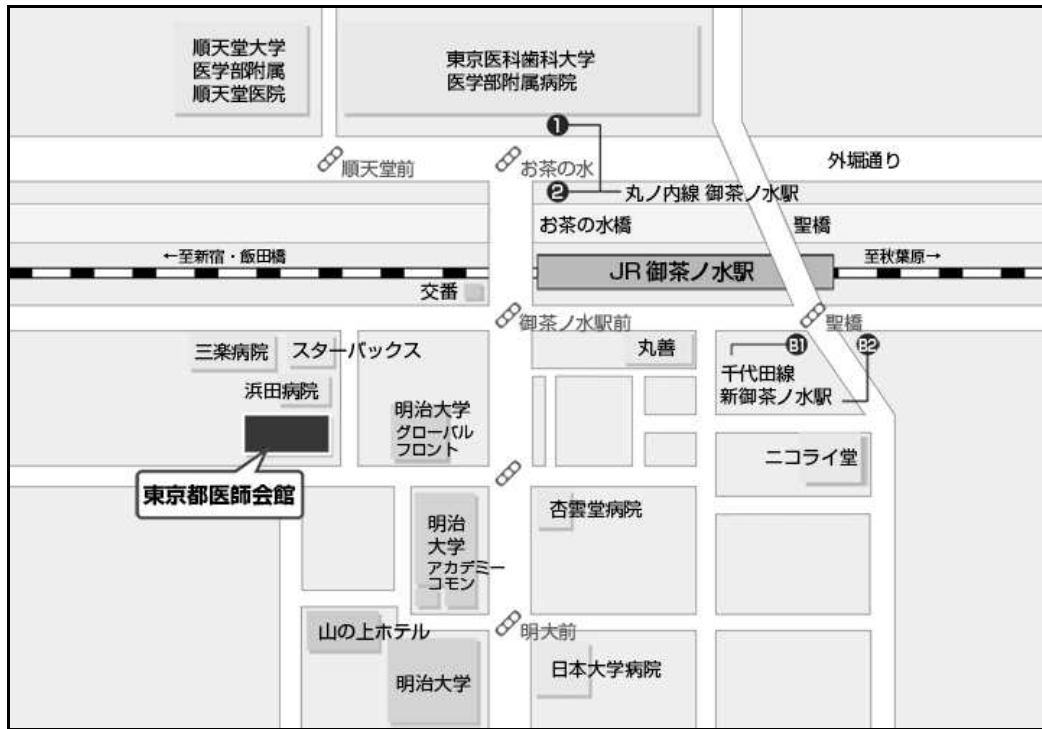 順天堂大学
医学部附属
順天堂医院
東京医科歯科大学
医学部附属病院
1
順天堂前
お茶の水
外堀通り
2
丸ノ内線 御茶ノ水駅
お茶の水橋
聖橋
←至新宿・飯田橋
JR 御茶ノ水駅
至秋葉原→
交番
御茶ノ水駅前
聖橋
三楽病院
スターバックス
丸善
B1
B2
浜田病院
千代田線
新御茶ノ水駅
明治大学
グローバル
フロント
ニコライ堂
東京都医師会館
明治
大学
アカデミー
コモン
杏雲堂病院
山の上ホテル
明大前
明治大学
日本大学病院